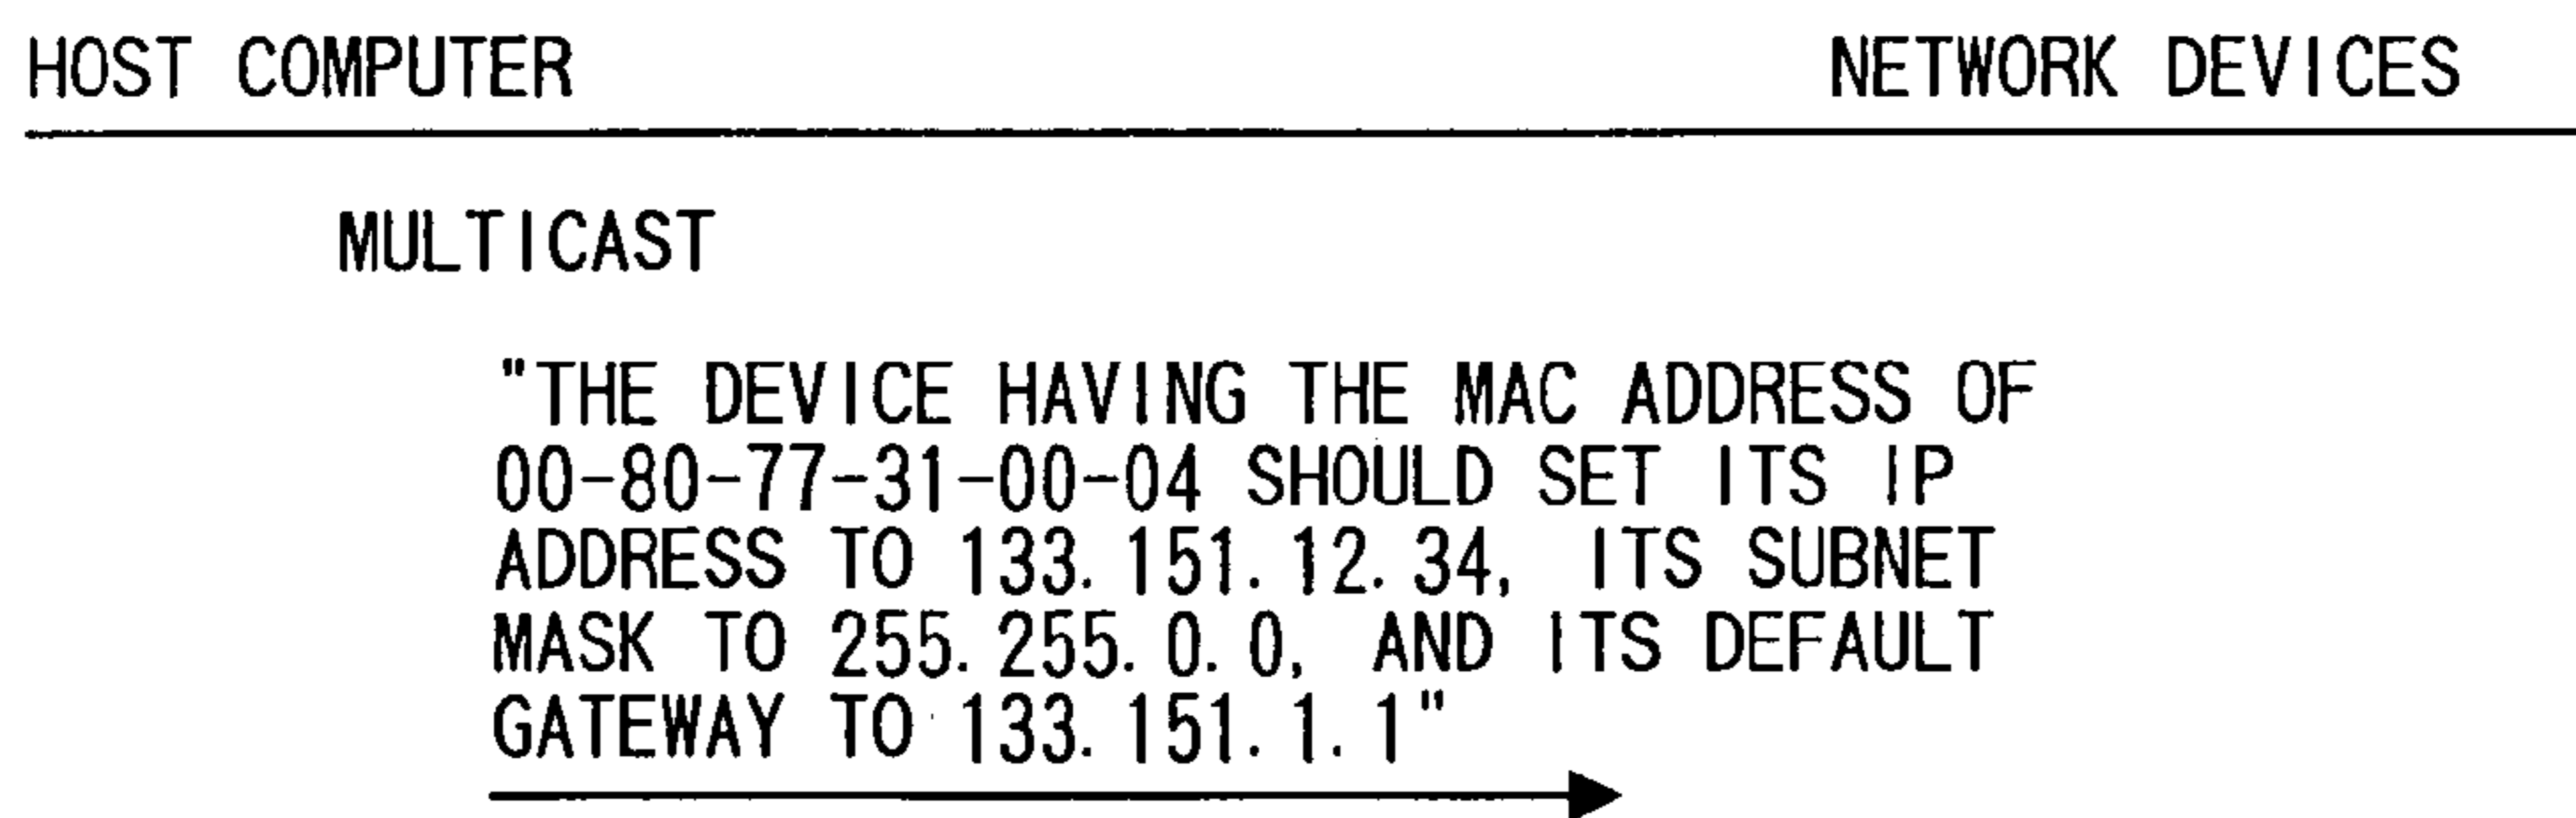 HOST COMPUTER NETWORK DEVICES
MULTICAST
"THE DEVICE HAVING THE MAC ADDRESS OF
00-80-77-31-00-04 SHOULD SET ITS IP
ADDRESS TO 133.151.12.34, ITS SUBNET
MASK TO 255.255.0.0, AND ITS DEFAULT
GATEWAY TO 133.151.1.1"